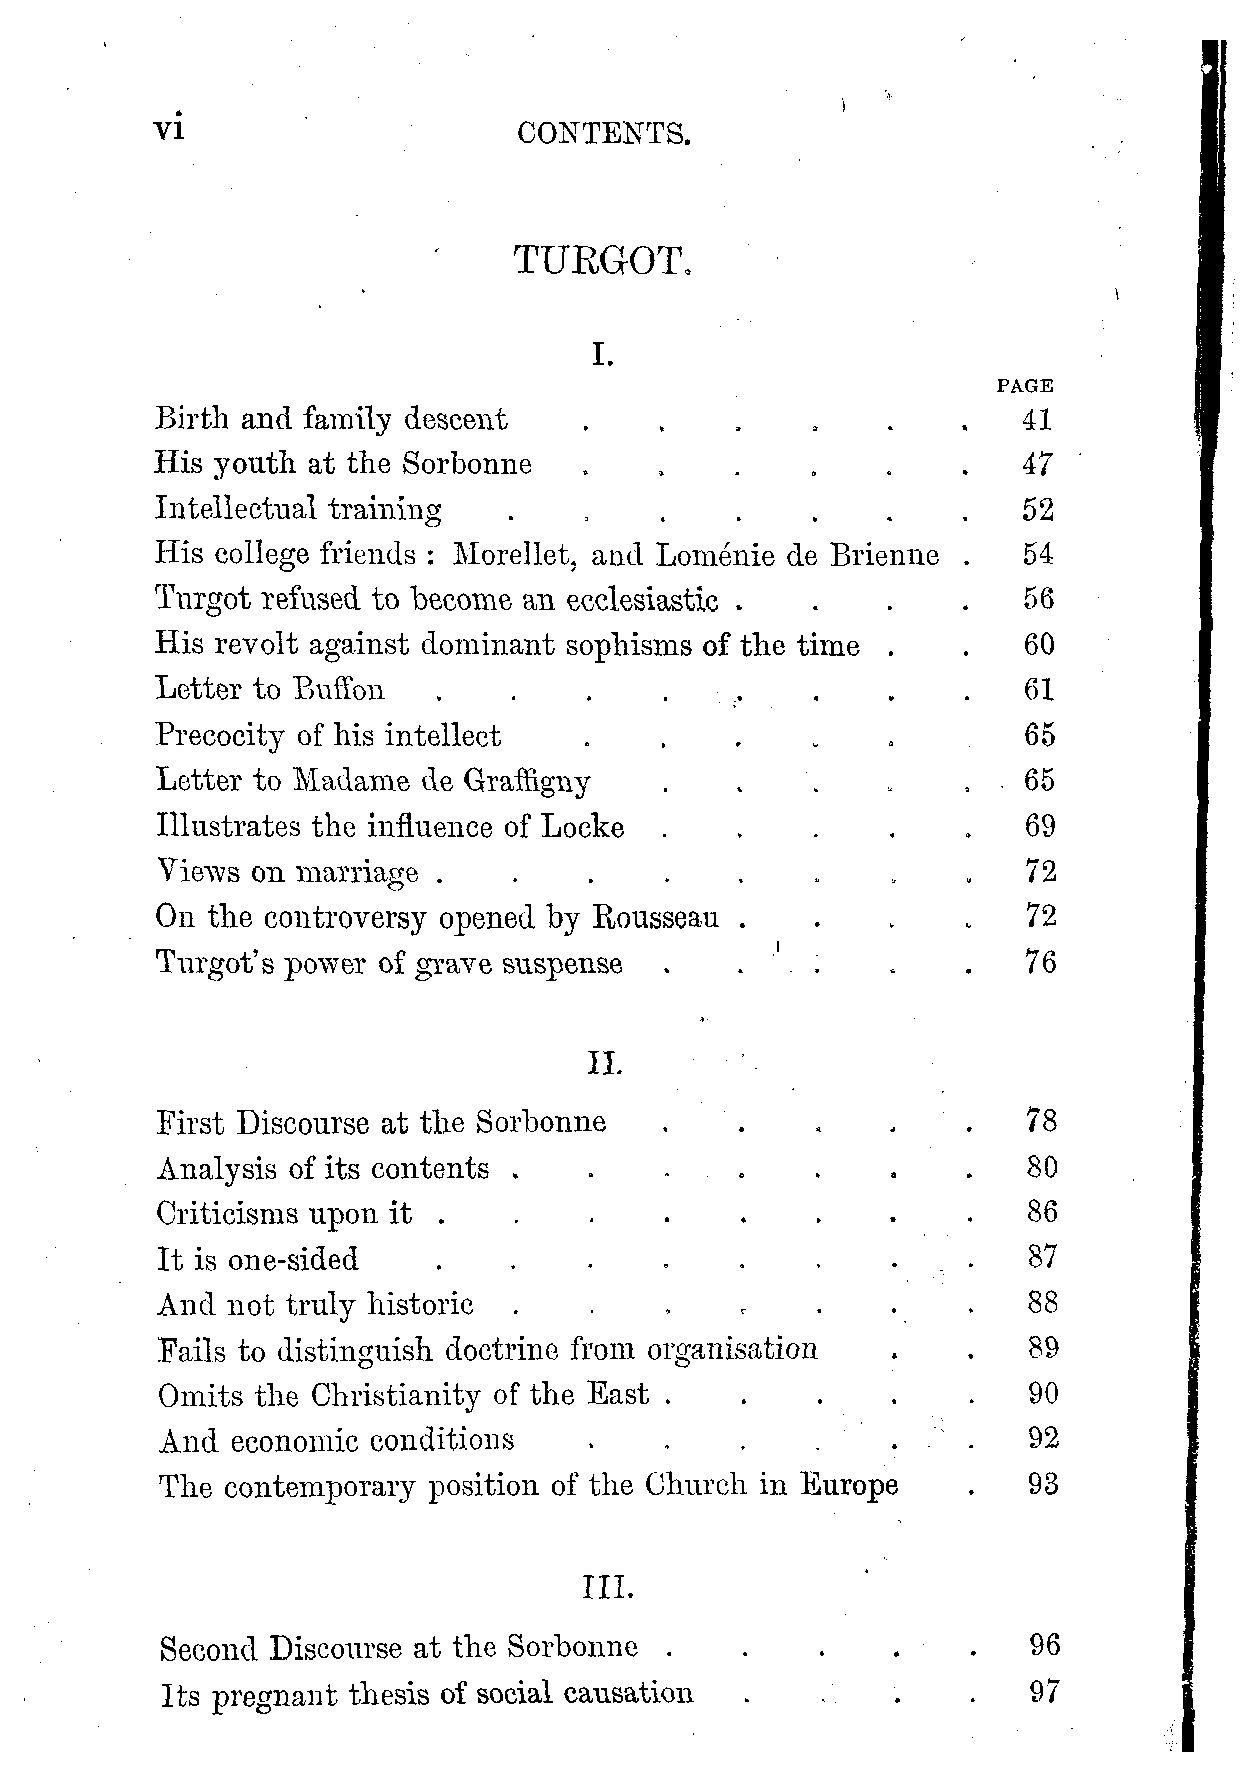 vi CONTENTS.
TURGOT.
I.
PAGE
Birth and family descent . . . . . . 41
His youth at the Sorbonne . . . . . . 47
Intellectual training . . . . . . . 52
His college friends : Morellet, and Loménie de Brienne . 54
Turgot refused to become an ecclesiastic . . . . 56
His revolt against dominant sophisms of the time . . 60
Letter to Buffon . . . . . . . . 61
Precocity of his intellect . . . . . 65
Letter to Madame de Graffigny . . . . . 65
Illustrates the influence of Locke . . . . . 69
Views on marriage . . . . . . . . 72
On the controversy opened by Rousseau . . . . 72
Turgot's power of grave suspense . . . . . 76
II.
First Discourse at the Sorbonne . . . . . 78
Analysis of its contents . . . . . . . 80
Criticisms upon it . . . . . . . . 86
It is one-sided . . . . . . . . 87
And not truly historic . . . . . . . 88
Fails to distinguish doctrine from organisation . . 89
Omits the Christianity of the East . . . . . 90
And economic conditions . . . . . . 92
The contemporary position of the Church in Europe . 93
III.
Second Discourse at the Sorbonne . . . . . 96
Its pregnant thesis of social causation . . . . 97